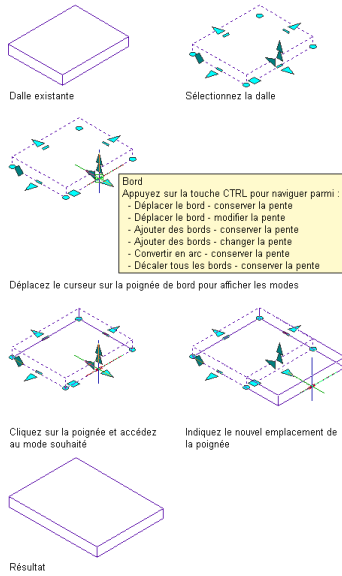 Dalle existante
Sélectionnez la dalle
Bord
Appuyez sur la touche CTRL pour naviguer parmi :
- Déplacer le bord - conserver la pente
- Déplacer le bord - modifier la pente
- Ajouter des bords - conserver la pente
- Ajouter des bords - changer la pente
- Convertir en arc - conserver la pente
- Décaler tous les bords - conserver la pente
Déplacez le curseur sur la poignée de bord pour afficher les modes
Cliquez sur la poignée et accédez
au mode souhaité
Indiquez le nouvel emplacement de
la poignée
Résultat